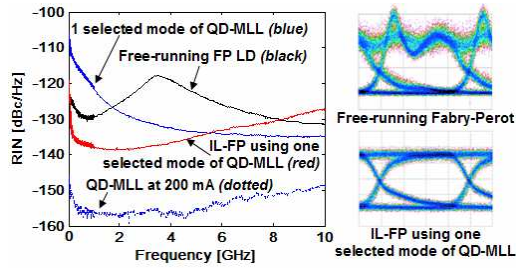 -100
-110
-120
-130
-140
-150
-160
RIN [dBc/Hz]
1 selected mode of QD-MLL (blue)
Free-running FP LD (black)
IL-FP using one
selected mode of QD-MLL (red)
QD-MLL at 200 mA (dotted)
0 2 4 6 8 10
Frequency [GHz]
Free-running Fabry-Perot
IL-FP using one
selected mode of QD-MLL